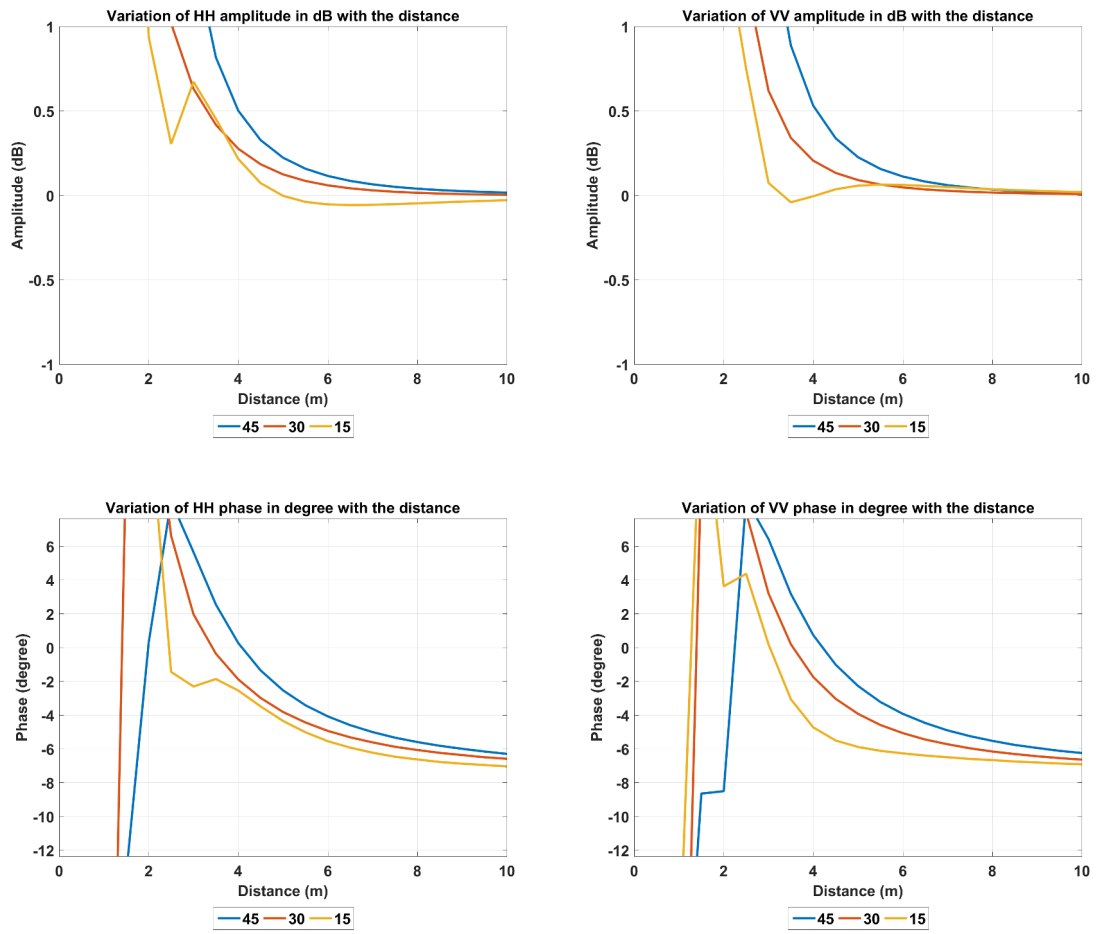 Variation of HH amplitude in dB with the distance
1
0.5
0
-0.5
-1
Amplitude (dB)
0 2 4 6 8 10
Distance (m)
45 30 15
Variation of VV amplitude in dB with the distance
1
0.5
0
-0.5
-1
Amplitude (dB)
0 2 4 6 8 10
Distance (m)
45 30 15
Variation of HH phase in degree with the distance
6
4
2
0
-2
-4
-6
-8
-10
-12
Phase (degree)
0 2 4 6 8 10
Distance (m)
45 30 15
Variation of VV phase in degree with the distance
6
4
2
0
-2
-4
-6
-8
-10
-12
Phase (degree)
0 2 4 6 8 10
Distance (m)
45 30 15